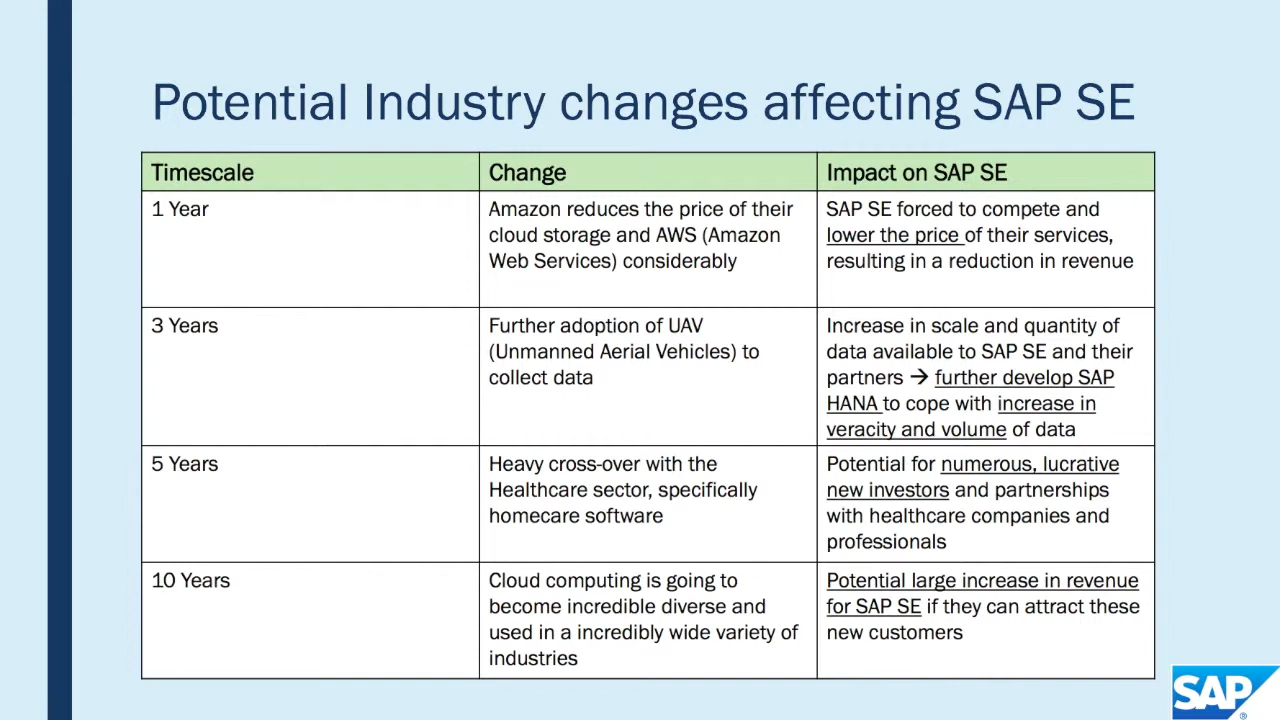 Potential Industry changes affecting SAP SE
Timescale
Change
Impact on SAP SE
1 Year
Amazon reduces the price of their
cloud storage and AWS (Amazon
Web Services) considerably
SAP SE forced to compete and
lower the price of their services,
resulting in a reduction in revenue
3 Years
Further adoption of UAV
(Unmanned Aerial Vehicles) to
collect data
Increase in scale and quantity of
data available to SAP SE and their
partners → further develop SAP
HANA to cope with increase in
veracity and volume of data
5 Years
Heavy cross-over with the
Healthcare sector, specifically
homecare software
Potential for numerous, lucrative
new investors and partnerships
with healthcare companies and
professionals
10 Years
Cloud computing is going to
become incredible diverse and
used in a incredibly wide variety of
industries
Potential large increase in revenue
for SAP SE if they can attract these
new customers
SAP
®